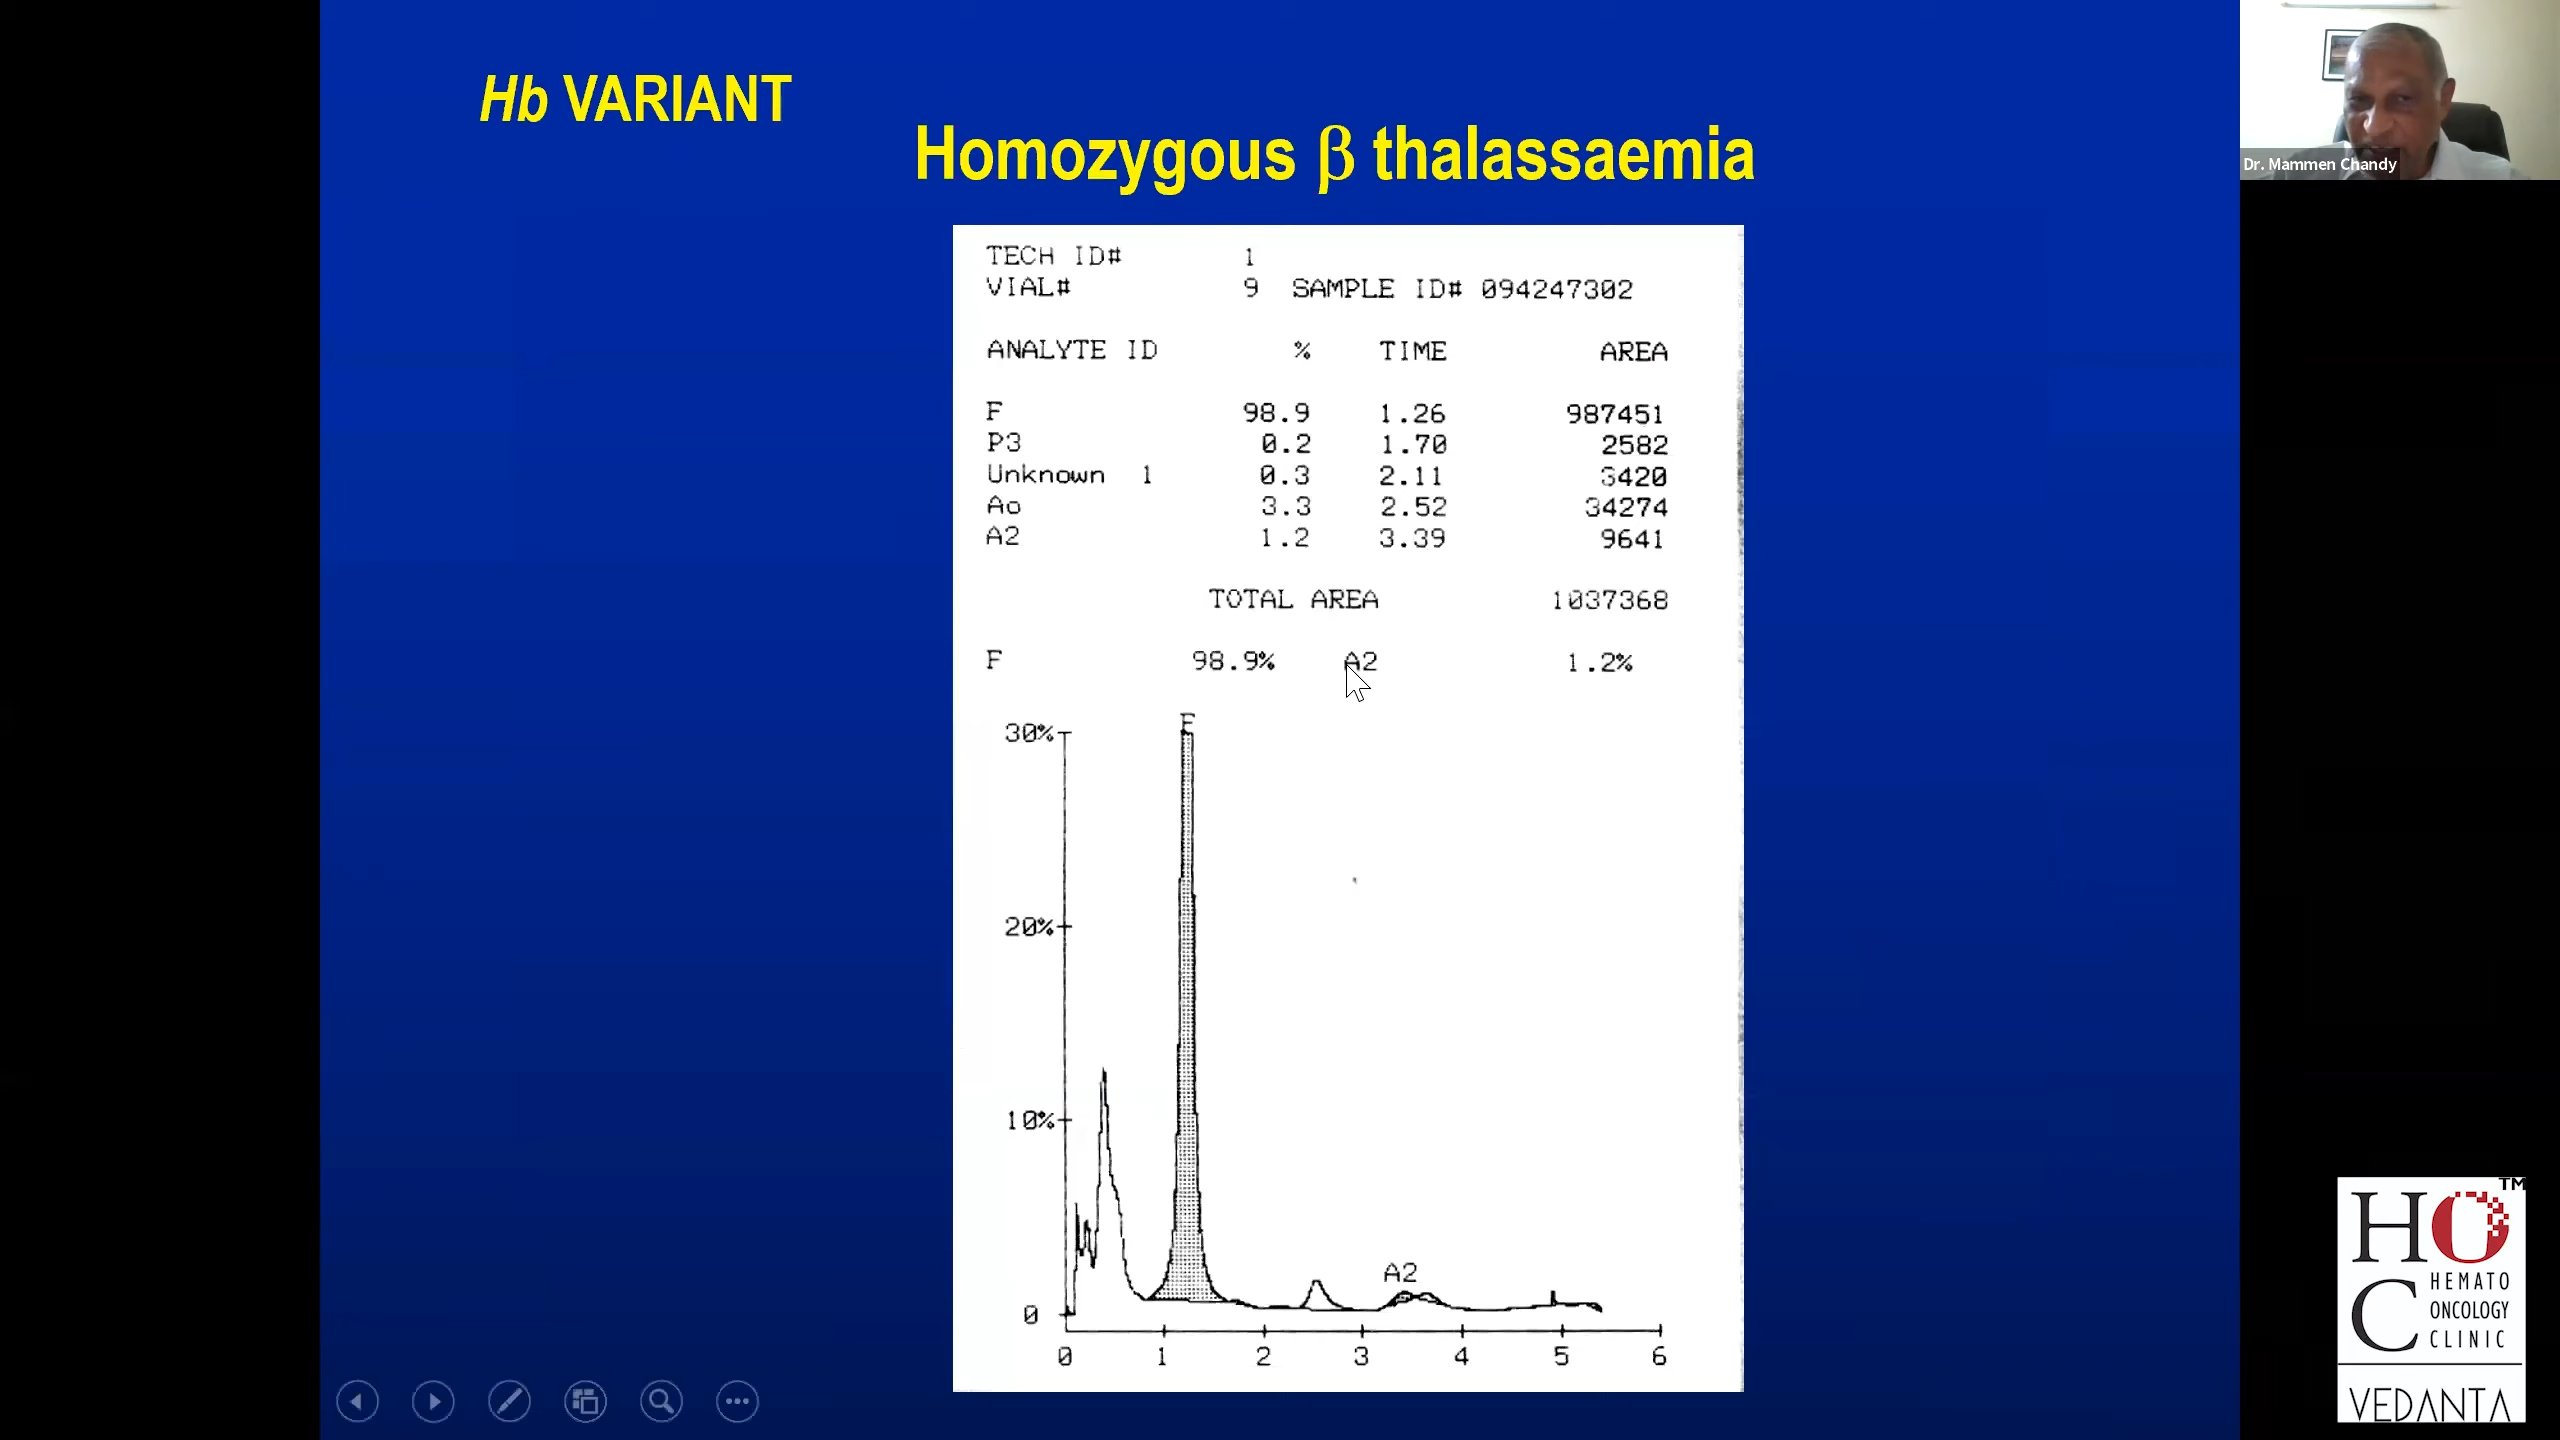 Hb VARIANT
Homozygous β thalassaemia
Dr. Mammen Chandy
TECH ID# 1
VIAL# 9 SAMPLE ID# 094247302
ANALYTE ID % TIME AREA
F 98.9 1.26 987451
P3 0.2 1.70 2582
Unknown 1 0.3 2.11 3420
Ao 3.3 2.52 34274
A2 1.2 3.39 9641
TOTAL AREA 1037368
F 98.9% A2 1.2%
F
30%
20%
10%
0
A2
0 1 2 3 4 5 6
HOC TM
HEMATO
ONCOLOGY
CLINIC
VEDANTA